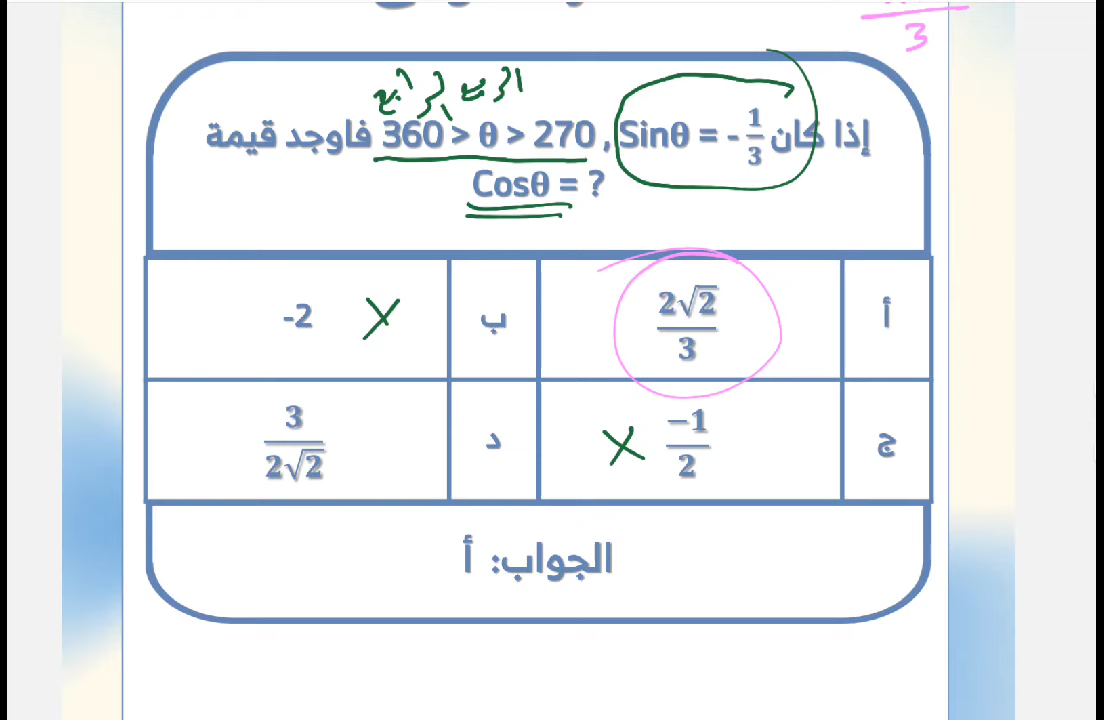 3
الربع الرابع
إذا كان Sinθ = - 1/3 , 360 > θ > 270 فاوجد قيمة
Cosθ = ?
أ 2√2/3 ب -2
ج -1/2 د 3/2√2
الجواب: أ